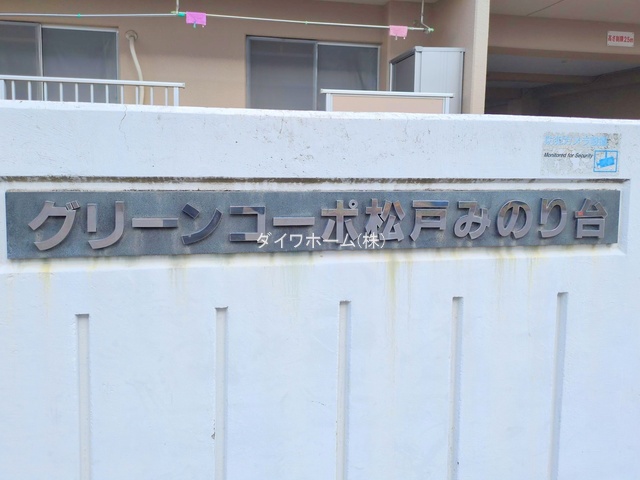 グリーンコーポ松戸みのり台
ダイワホーム(株)
Monitored for Security